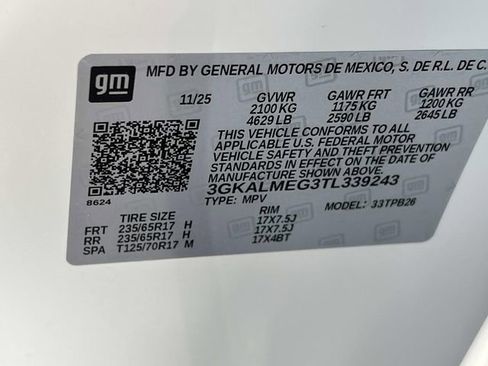 gm MFD BY GENERAL MOTORS DE MEXICO, S. DE R.L. DE C.
11/25 GVWR GAWR FRT GAWR RR
2100 KG 1175 KG 1200 KG
4629 LB 2590 LB 2645 LB
THIS VEHICLE CONFORMS TO ALL
APPLICABLE U.S. FEDERAL MOTOR
VEHICLE SAFETY AND THEFT PREVENTION
STANDARDS IN EFFECT ON THE DATE OF
MANUFACTURE SHOWN ABOVE.
3GKALMEG3TL339243
TYPE: MPV MODEL: 33TPB26
8624
TIRE SIZE RIM
FRT 235/65R17 H 17X7.5J
RR 235/65R17 H 17X7.5J
SPA T125/70R17 M 17X4BT